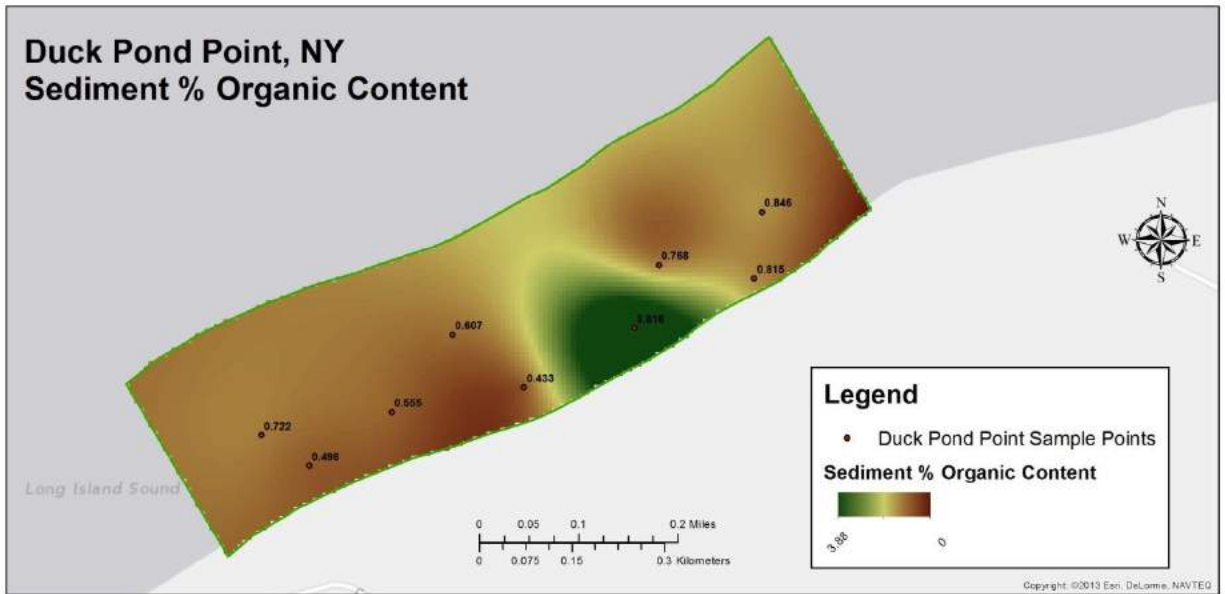 Duck Pond Point, NY
Sediment % Organic Content
0.846
0.768
0.815
3.816
0.607
0.433
0.555
0.722
0.496
Long Island Sound
N
W E
S
0 0.05 0.1 0.2 Miles
0 0.075 0.15 0.3 Kilometers
Legend
Duck Pond Point Sample Points
Sediment % Organic Content
3.88 0
Copyright: ©2013 Esri, DeLorme, NAVTEQ